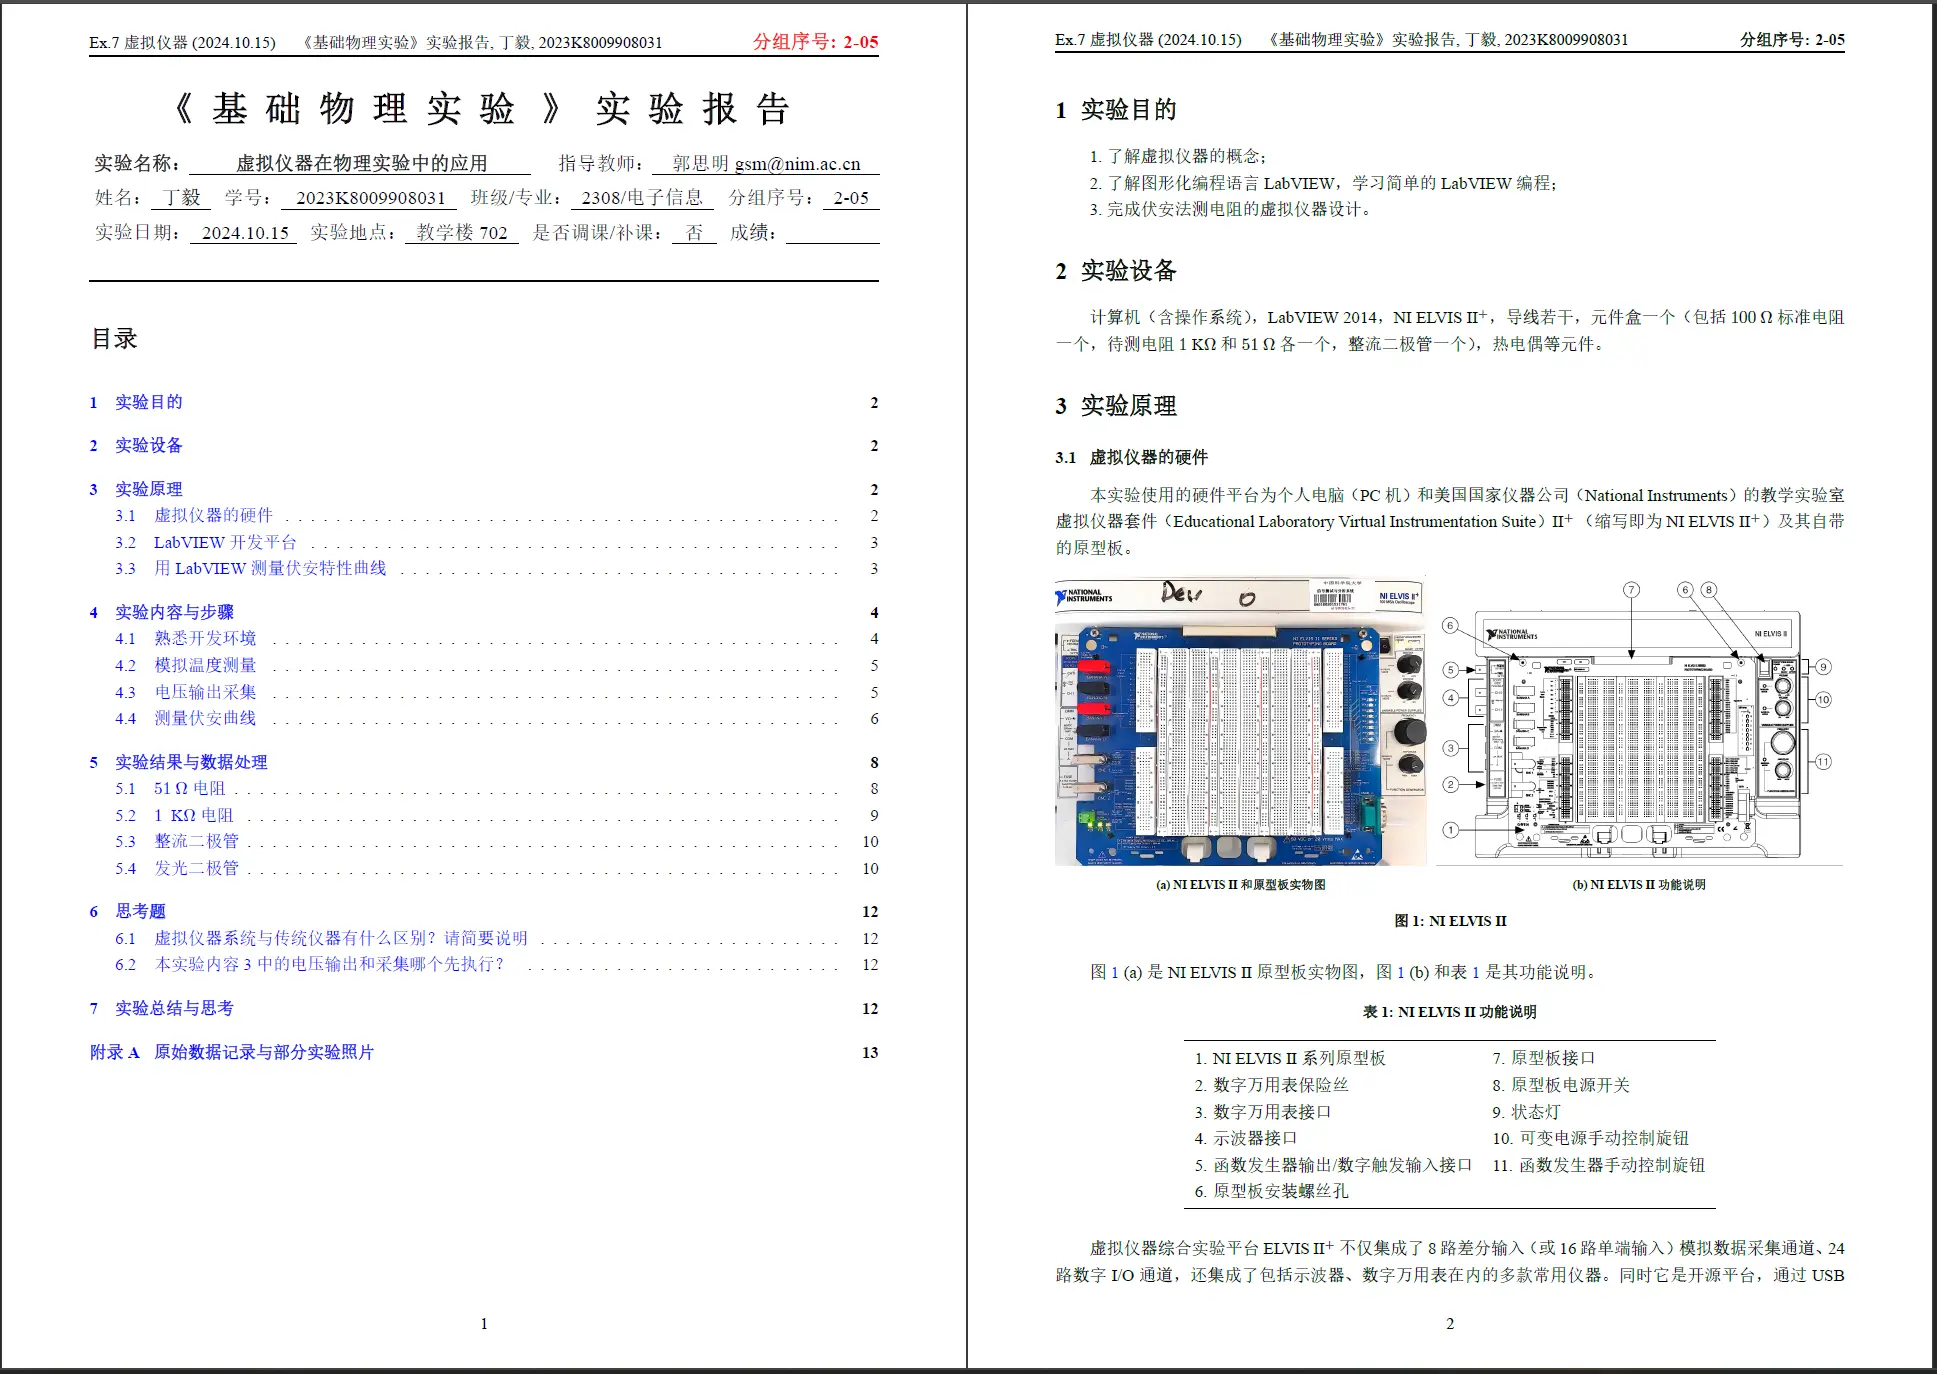 Ex.7 虚拟仪器 (2024.10.15) 《基础物理实验》实验报告, 丁毅, 2023K8009908031 分组序号: 2-05
《 基 础 物 理 实 验 》 实 验 报 告
实验名称： 虚拟仪器在物理实验中的应用 指导教师： 郭思明 gsm@nim.ac.cn
姓名： 丁毅 学号： 2023K8009908031 班级/专业： 2308/电子信息 分组序号： 2-05
实验日期： 2024.10.15 实验地点： 教学楼 702 是否调课/补课： 否 成绩：
目录
1 实验目的 2
2 实验设备 2
3 实验原理 2
3.1 虚拟仪器的硬件 2
3.2 LabVIEW 开发平台 3
3.3 用 LabVIEW 测量伏安特性曲线 3
4 实验内容与步骤 4
4.1 熟悉开发环境 4
4.2 模拟温度测量 5
4.3 电压输出采集 5
4.4 测量伏安曲线 6
5 实验结果与数据处理 8
5.1 51 Ω 电阻 8
5.2 1 KΩ 电阻 9
5.3 整流二极管 10
5.4 发光二极管 10
6 思考题 12
6.1 虚拟仪器系统与传统仪器有什么区别？请简要说明 12
6.2 本实验内容 3 中的电压输出和采集哪个先执行？ 12
7 实验总结与思考 12
附录 A 原始数据记录与部分实验照片 13
1
Ex.7 虚拟仪器 (2024.10.15) 《基础物理实验》实验报告, 丁毅, 2023K8009908031 分组序号: 2-05
1 实验目的
1. 了解虚拟仪器的概念；
2. 了解图形化编程语言 LabVIEW，学习简单的 LabVIEW 编程；
3. 完成伏安法测电阻的虚拟仪器设计。
2 实验设备
计算机（含操作系统），LabVIEW 2014，NI ELVIS II⁺，导线若干，元件盒一个（包括 100 Ω 标准电阻
一个，待测电阻 1 KΩ 和 51 Ω 各一个，整流二极管一个），热电偶等元件。
3 实验原理
3.1 虚拟仪器的硬件
本实验使用的硬件平台为个人电脑（PC 机）和美国国家仪器公司（National Instruments）的教学实验室
虚拟仪器套件（Educational Laboratory Virtual Instrumentation Suite）II⁺（缩写即为 NI ELVIS II⁺）及其自带
的原型板。
NATIONAL INSTRUMENTS
Dev 0
中国科学院大学
NI ELVIS II⁺
NI ELVIS II SERIES
7 6 8
6
NATIONAL INSTRUMENTS
NI ELVIS II
5
9
4
10
3
11
2
1
(a) NI ELVIS II 和原型板实物图
(b) NI ELVIS II 功能说明
图 1: NI ELVIS II
图 1 (a) 是 NI ELVIS II 原型板实物图，图 1 (b) 和表 1 是其功能说明。
表 1: NI ELVIS II 功能说明
1. NI ELVIS II 系列原型板 7. 原型板接口
2. 数字万用表保险丝 8. 原型板电源开关
3. 数字万用表接口 9. 状态灯
4. 示波器接口 10. 可变电源手动控制旋钮
5. 函数发生器输出/数字触发输入接口 11. 函数发生器手动控制旋钮
6. 原型板安装螺丝孔
虚拟仪器综合实验平台 ELVIS II⁺ 不仅集成了 8 路差分输入（或 16 路单端输入）模拟数据采集通道、24
路数字 I/O 通道，还集成了包括示波器、数字万用表在内的多款常用仪器。同时它是开源平台，通过 USB
2